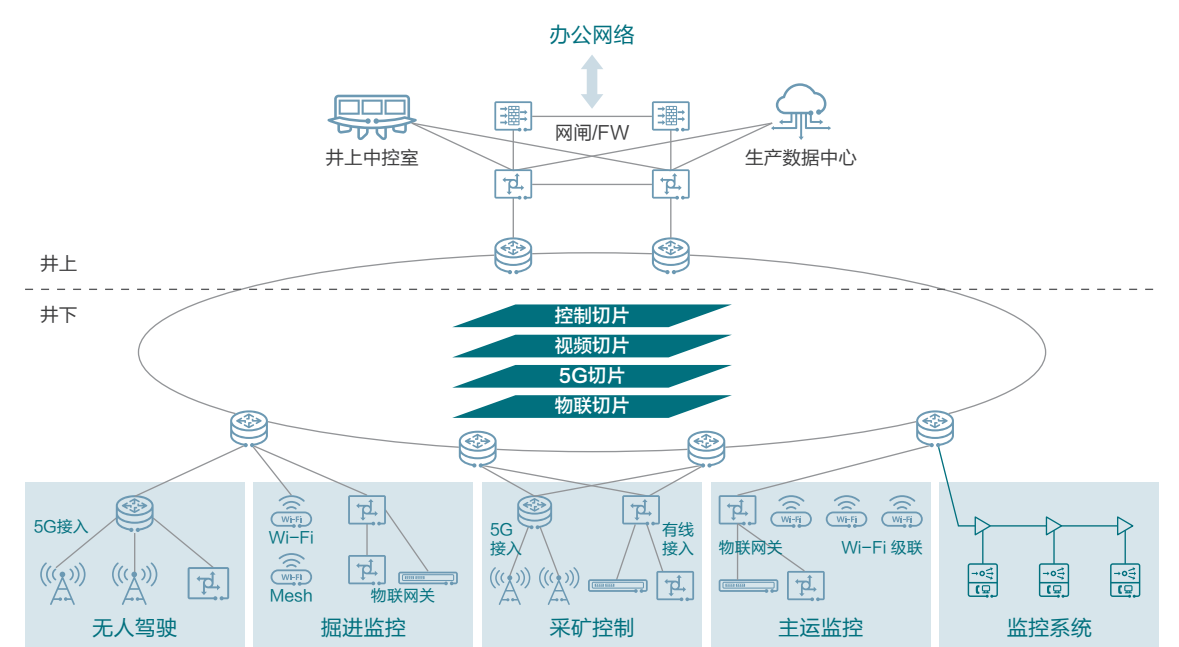 办公网络
网闸/FW
井上中控室
生产数据中心
井上
井下
控制切片
视频切片
5G切片
物联切片
5G接入
无人驾驶
Wi-Fi
Wi-Fi
Wi-Fi
Mesh
物联网关
掘进监控
5G
接入
有线
接入
采矿控制
Wi-Fi
Wi-Fi
Wi-Fi
物联网关
Wi-Fi 级联
主运监控
监控系统